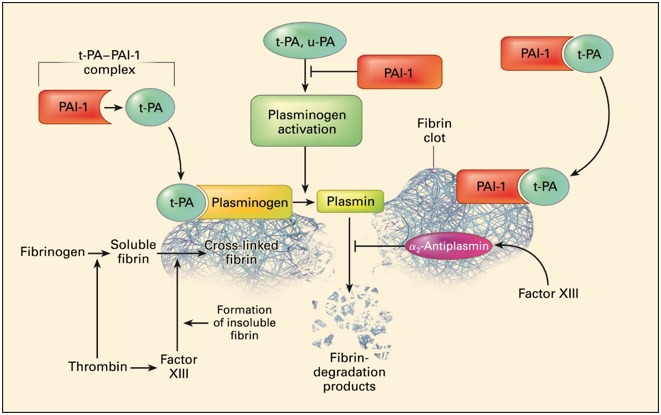 t-PA–PAI-1
complex
PAI-1
t-PA
t-PA, u-PA
PAI-1
Plasminogen
activation
PAI-1
t-PA
Fibrin
clot
t-PA
Plasminogen
Plasmin
PAI-1
t-PA
Fibrinogen
Soluble
fibrin
Cross-linked
fibrin
α₂-Antiplasmin
Factor XIII
Formation
of insoluble
fibrin
Thrombin
Factor
XIII
Fibrin-
degradation
products